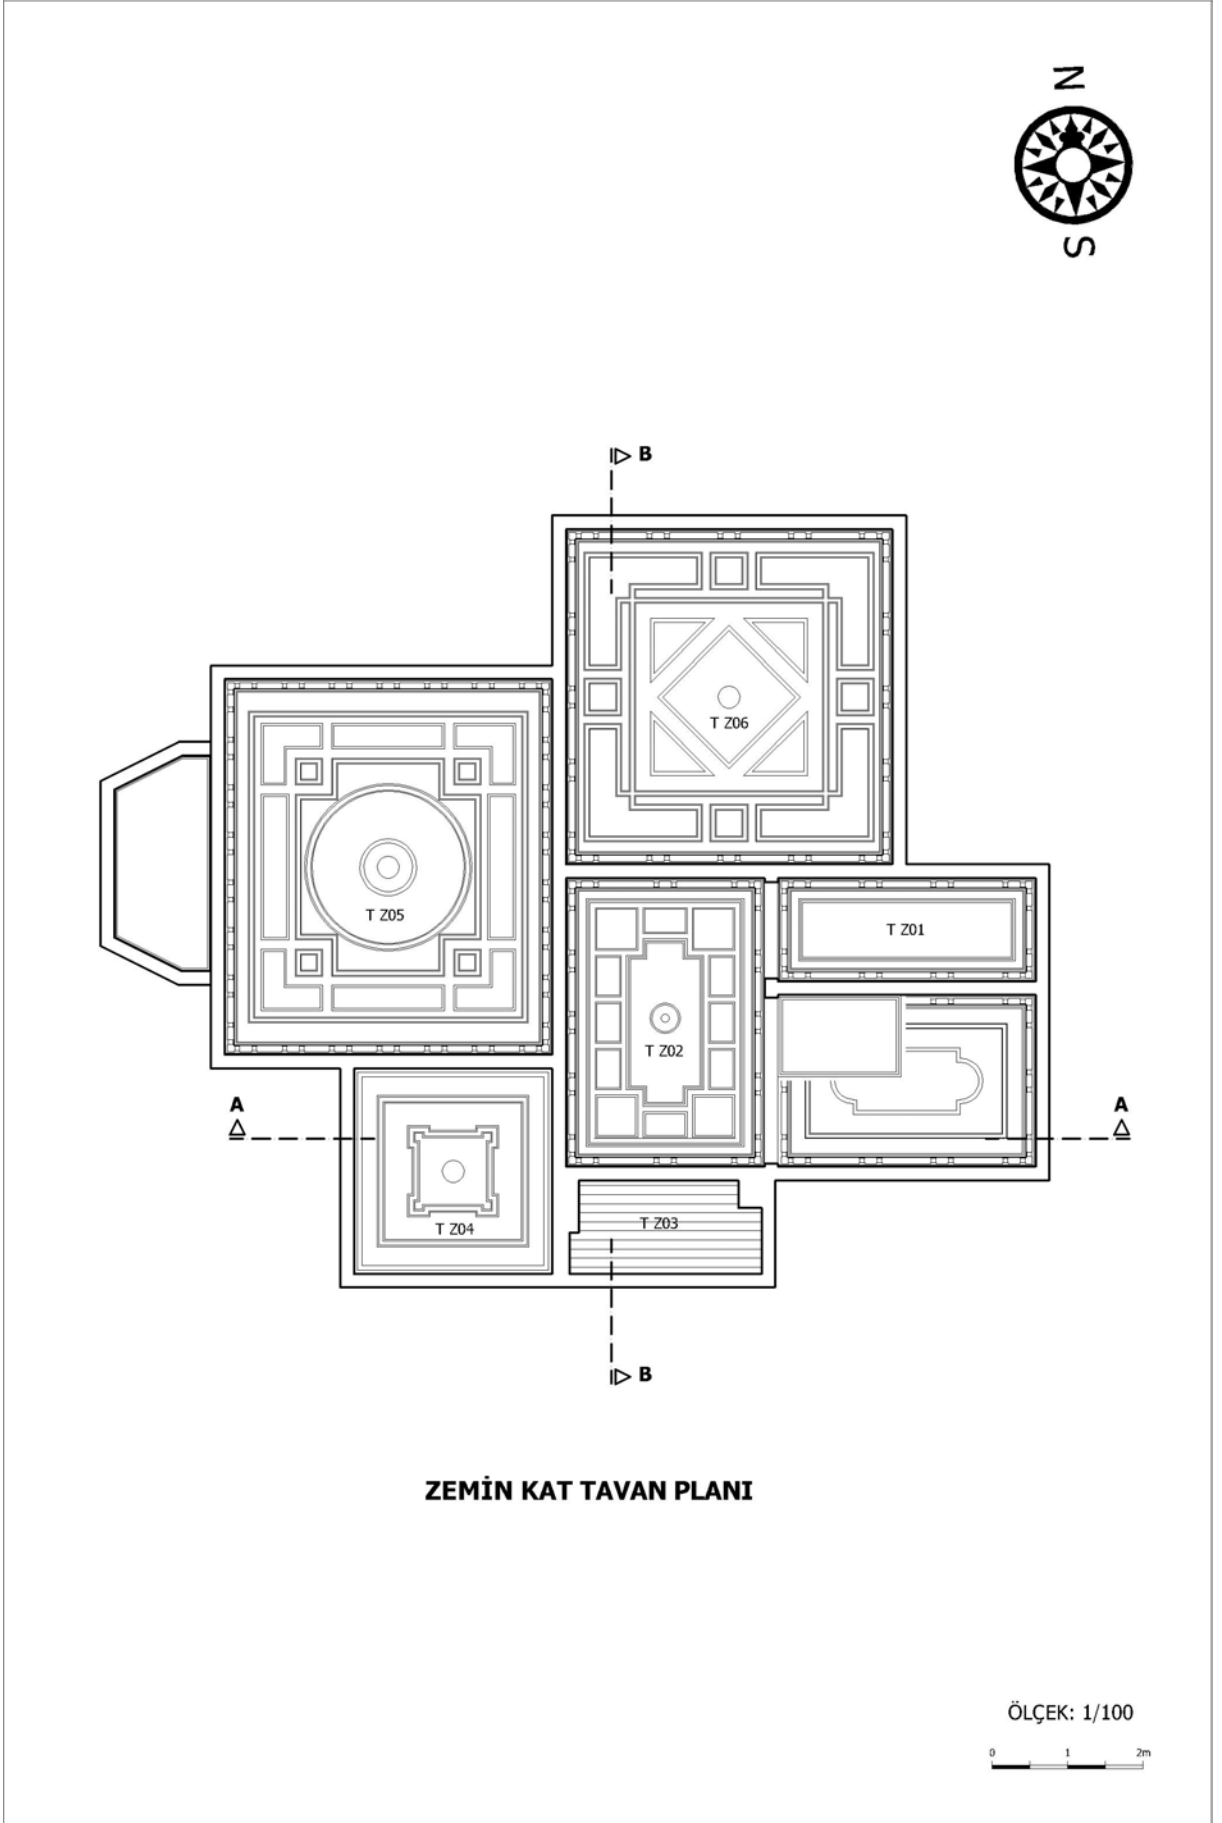 N
S
B
T Z06
T Z05
T Z01
T Z02
A
A
T Z03
T Z04
B
ZEMİN KAT TAVAN PLANI
ÖLÇEK: 1/100
0 1 2m